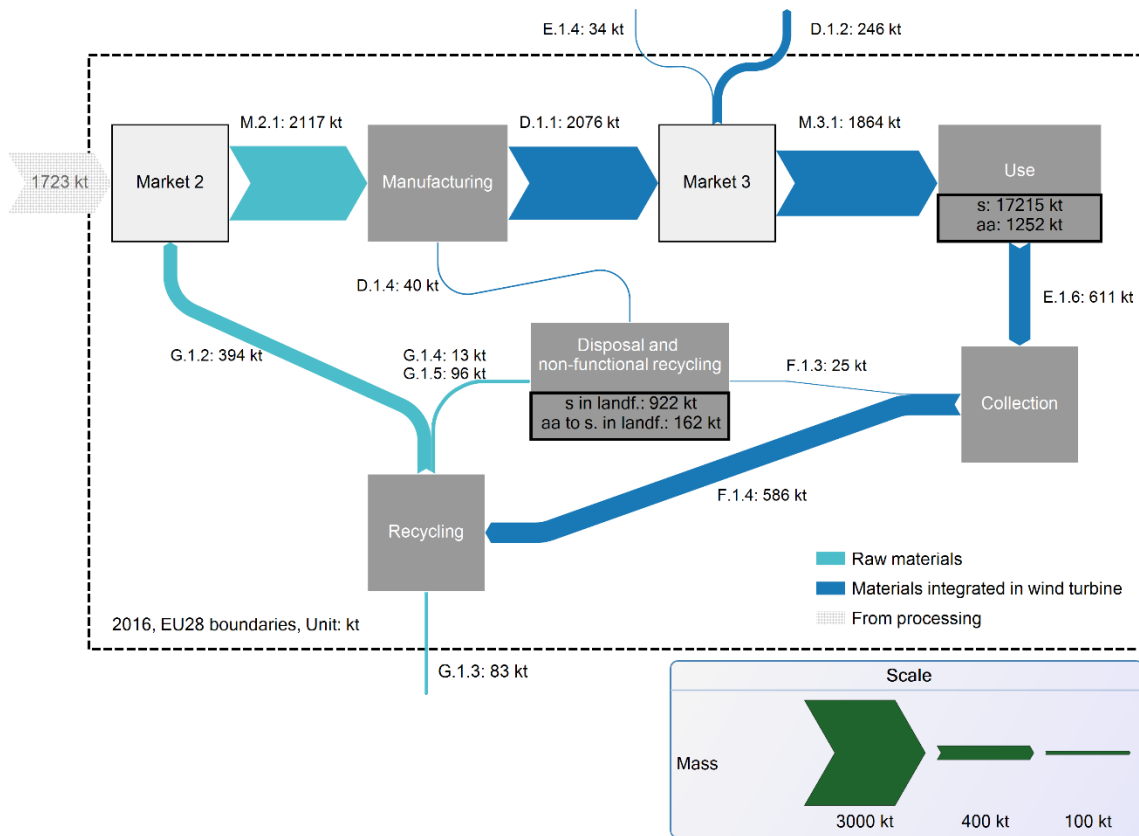 E.1.4: 34 kt
D.1.2: 246 kt
M.2.1: 2117 kt
D.1.1: 2076 kt
M.3.1: 1864 kt
1723 kt
Market 2
Manufacturing
Market 3
Use
s: 17215 kt
aa: 1252 kt
D.1.4: 40 kt
E.1.6: 611 kt
G.1.2: 394 kt
G.1.4: 13 kt
G.1.5: 96 kt
Disposal and
non-functional recycling
s in landf.: 922 kt
aa to s. in landf.: 162 kt
F.1.3: 25 kt
Collection
F.1.4: 586 kt
Recycling
Raw materials
Materials integrated in wind turbine
From processing
2016, EU28 boundaries, Unit: kt
G.1.3: 83 kt
Scale
Mass
3000 kt
400 kt
100 kt